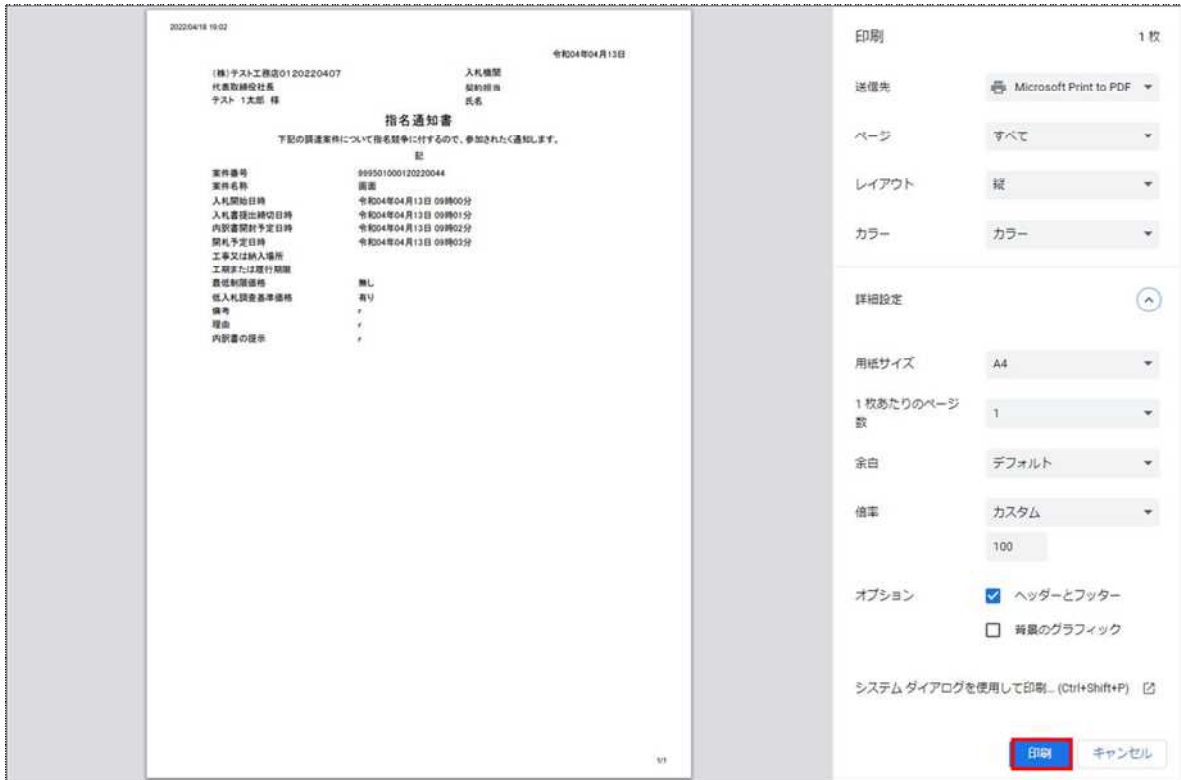 2022/04/18 19:02
令和04年04月13日
(株)テスト工務店0120220407 入札機関
代表取締役社長 契約担当
テスト 1太郎 様 氏名
指名通知書
下記の調達案件について指名競争に付するので、参加されたく通知します。
記
案件番号 999501000120220044
案件名称 画面
入札開始日時 令和04年04月13日 09時00分
入札書提出締切日時 令和04年04月13日 09時01分
内訳書開封予定日時 令和04年04月13日 09時02分
開札予定日時 令和04年04月13日 09時03分
工事又は納入場所
工期または履行期限
最低制限価格 無し
低入札調査基準価格 有り
備考 r
理由 r
内訳書の提示 r
1/1
印刷 1 枚
送信先 Microsoft Print to PDF
ページ すべて
レイアウト 縦
カラー カラー
詳細設定
用紙サイズ A4
1 枚あたりのページ
数 1
余白 デフォルト
倍率 カスタム
100
オプション ヘッダーとフッター
背景のグラフィック
システム ダイアログを使用して印刷... (Ctrl+Shift+P)
印刷 キャンセル